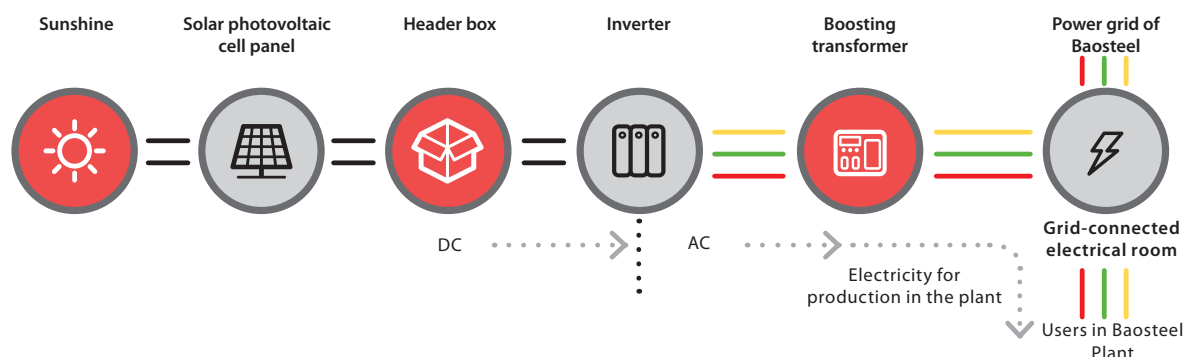 Sunshine
Solar photovoltaic
cell panel
Header box
Inverter
Boosting
transformer
Power grid of
Baosteel
DC
AC
Grid-connected
electrical room
Electricity for
production in the plant
Users in Baosteel
Plant